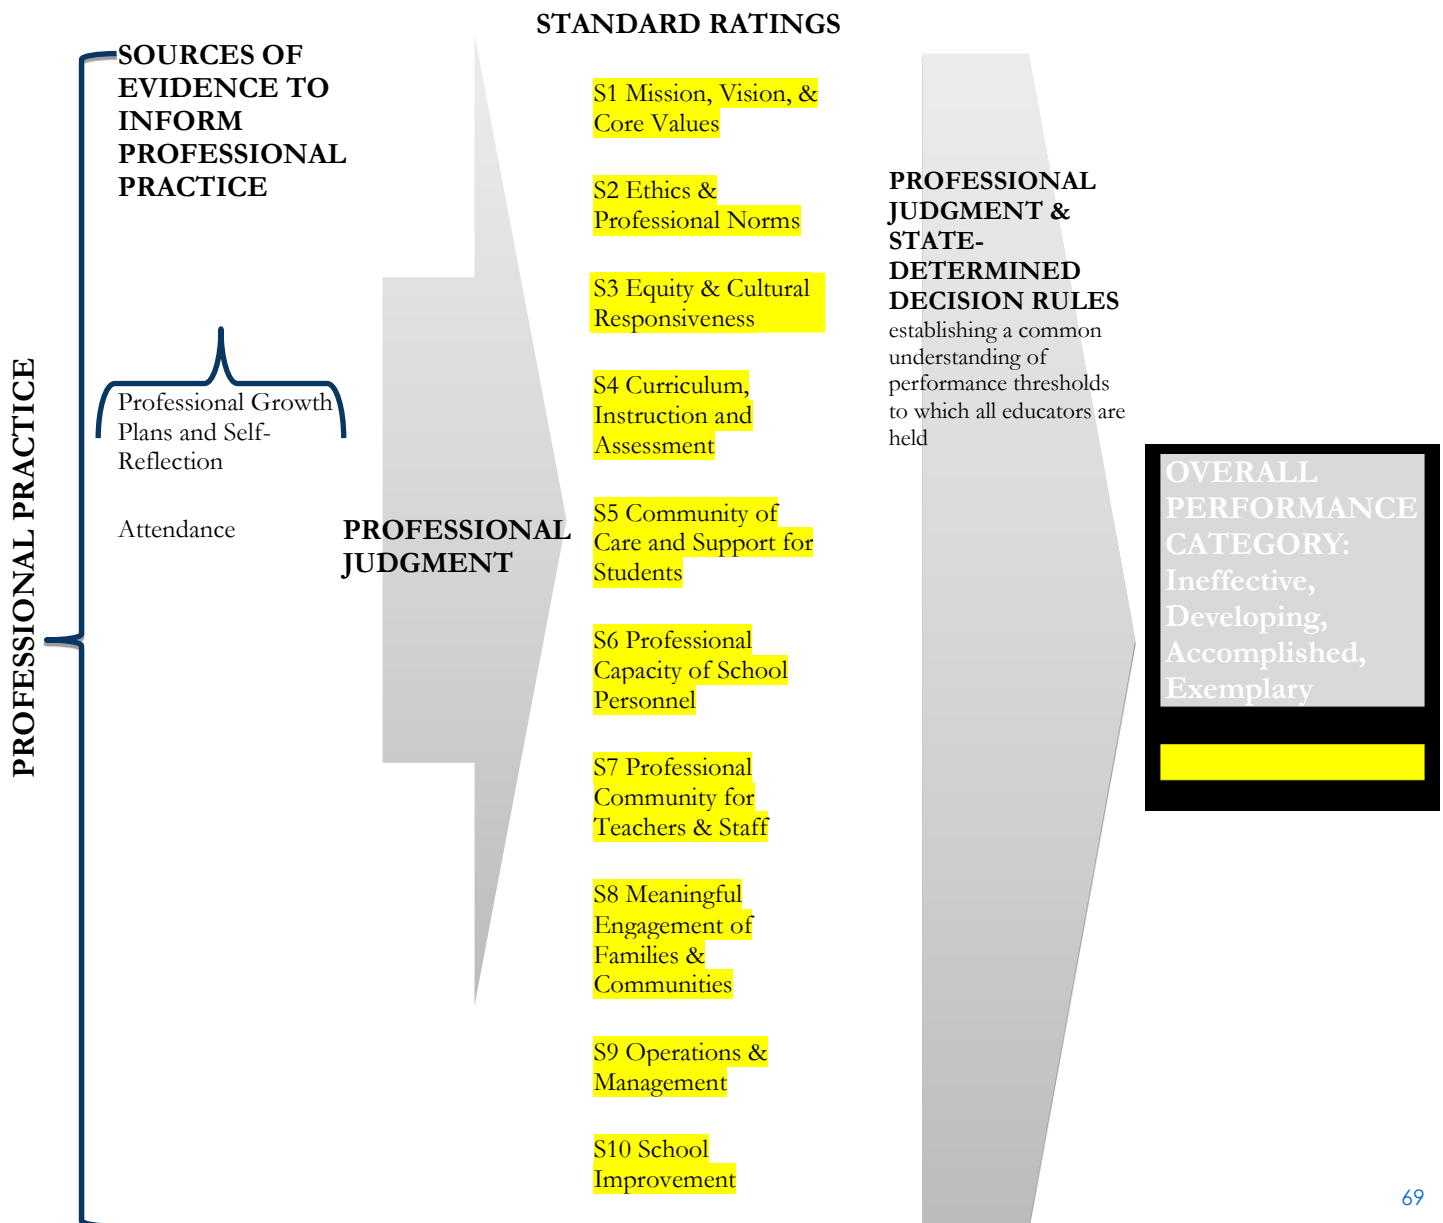 PROFESSIONAL PRACTICE
SOURCES OF
EVIDENCE TO
INFORM
PROFESSIONAL
PRACTICE
Professional Growth
Plans and Self-
Reflection
Attendance
PROFESSIONAL
JUDGMENT
STANDARD RATINGS
S1 Mission, Vision, &
Core Values
S2 Ethics &
Professional Norms
S3 Equity & Cultural
Responsiveness
S4 Curriculum,
Instruction and
Assessment
S5 Community of
Care and Support for
Students
S6 Professional
Capacity of School
Personnel
S7 Professional
Community for
Teachers & Staff
S8 Meaningful
Engagement of
Families &
Communities
S9 Operations &
Management
S10 School
Improvement
PROFESSIONAL
JUDGMENT &
STATE-
DETERMINED
DECISION RULES
establishing a common
understanding of
performance thresholds
to which all educators are
held
OVERALL
PERFORMANCE
CATEGORY:
Ineffective,
Developing,
Accomplished,
Exemplary
69